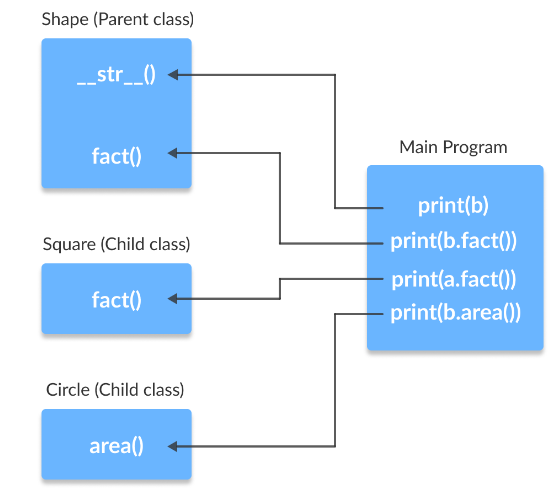 Shape (Parent class)
__str__()
fact()
Square (Child class)
fact()
Circle (Child class)
area()
Main Program
print(b)
print(b.fact())
print(a.fact())
print(b.area())